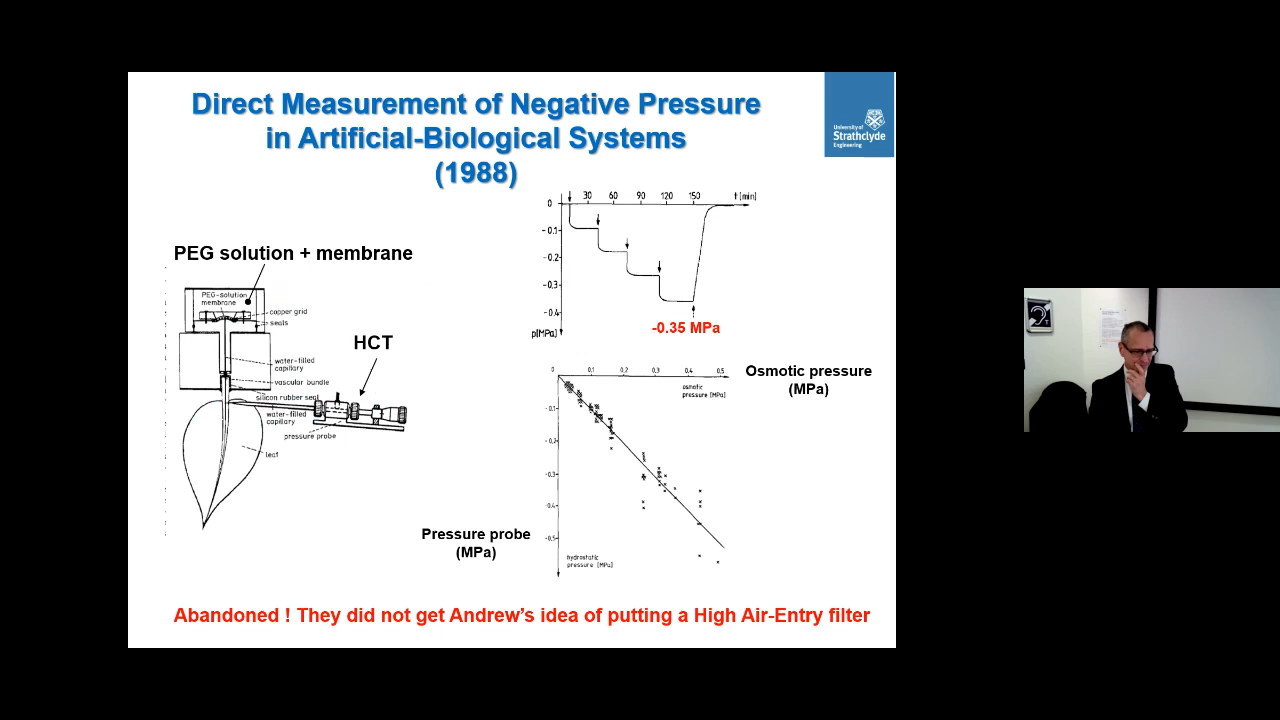 Direct Measurement of Negative Pressure
in Artificial-Biological Systems
(1988)
University of
Strathclyde
Engineering
PEG solution + membrane
PEG-solution
membrane
copper grid
seals
water-filled
capillary
vascular bundle
silicon rubber seal
water-filled
capillary
pressure probe
leaf
HCT
30 60 90 120 150 t [min]
0
-0.1
-0.2
-0.3
-0.4
p[MPa]
-0.35 MPa
0 0,1 0,2 0,3 0,4 0,5
osmotic
pressure [MPa]
-0,1
-0,2
-0,3
-0,4
-0,5
hydrostatic
pressure [MPa]
Osmotic pressure
(MPa)
Pressure probe
(MPa)
Abandoned ! They did not get Andrew's idea of putting a High Air-Entry filter
T